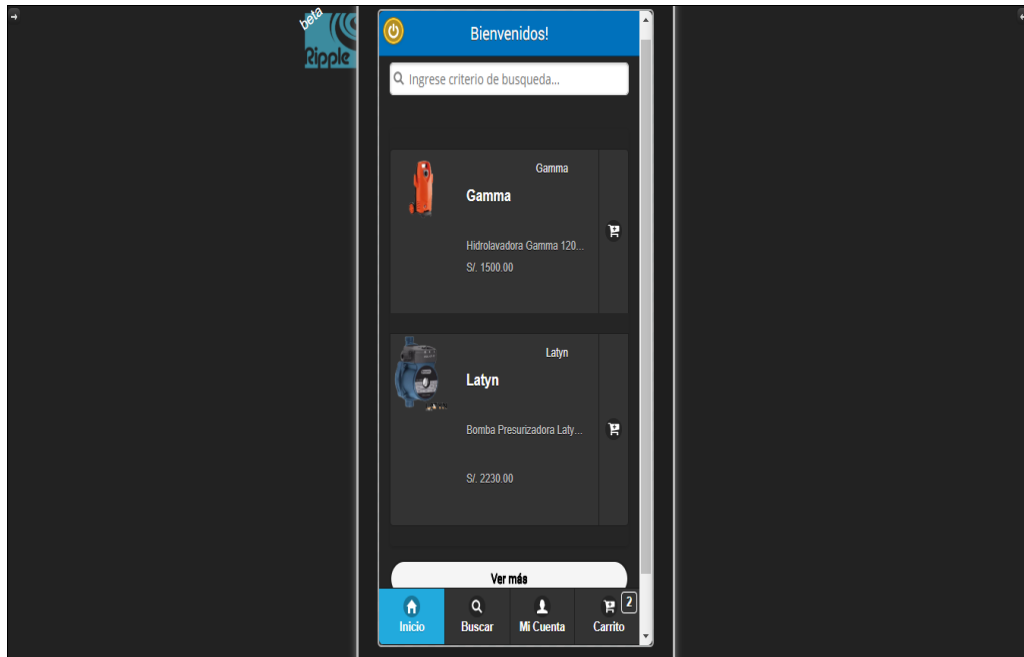 beta
Ripple
Bienvenidos!
Ingrese criterio de busqueda...
Gamma
Gamma
Hidrolavadora Gamma 120...
S/. 1500.00
Latyn
Latyn
Bomba Presurizadora Laty...
S/. 2230.00
Ver más
2
Inicio Buscar Mi Cuenta Carrito